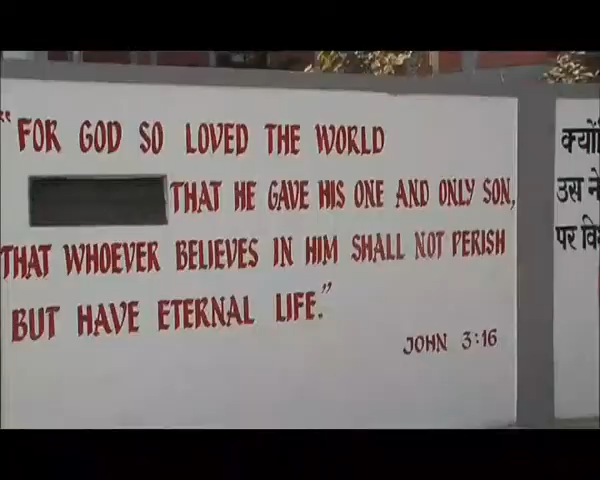 “FOR GOD SO LOVED THE WORLD
THAT HE GAVE HIS ONE AND ONLY SON,
THAT WHOEVER BELIEVES IN HIM SHALL NOT PERISH
BUT HAVE ETERNAL LIFE.”
JOHN 3:16
क्यों
उस ने
पर